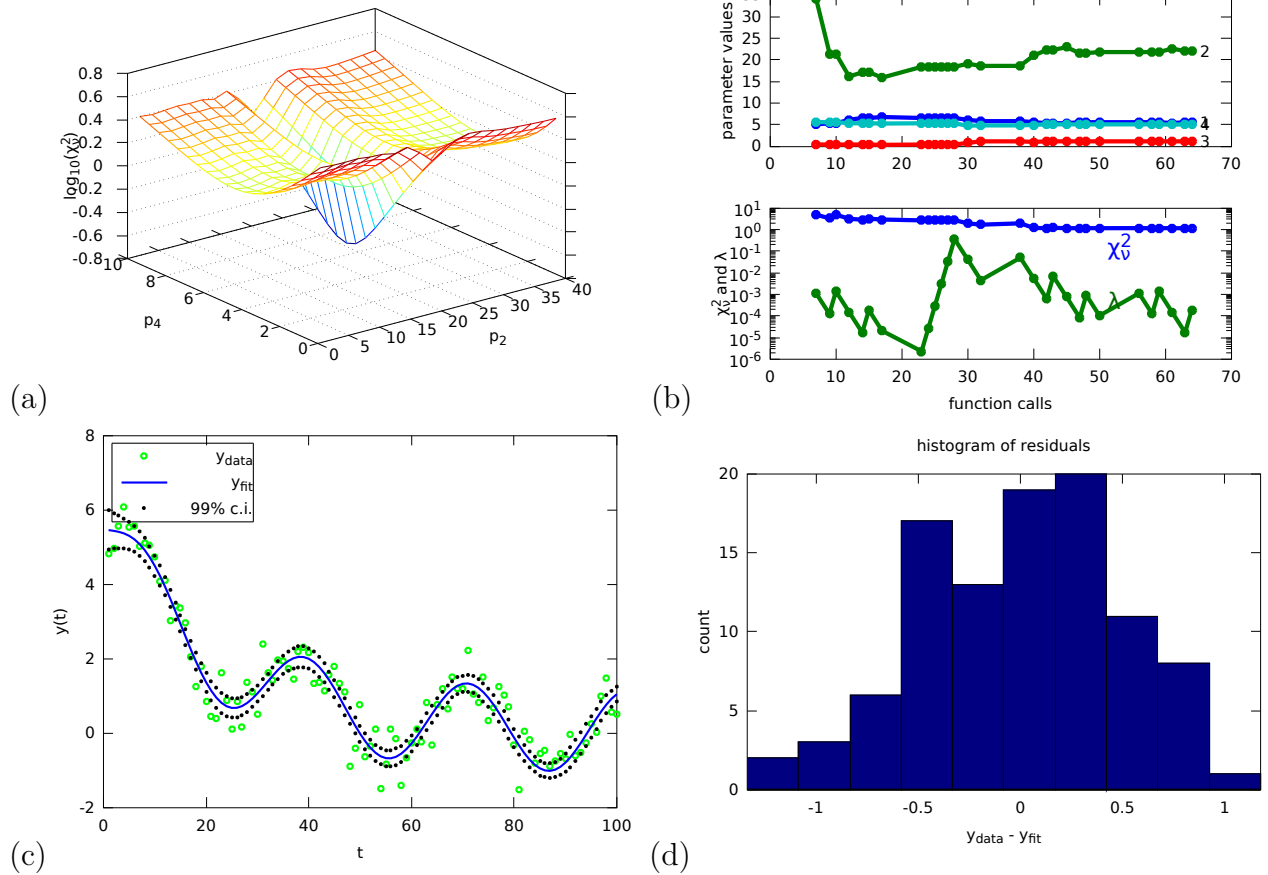 0.8
0.6
0.4
0.2
0
-0.2
-0.4
-0.6
-0.8
log10(χ²ν)
10
8
6
4
2
0
p4
0
5
10
15
20
25
30
35
40
p2
(a)
parameter values
30
25
20
15
10
5
0
0 10 20 30 40 50 60 70
2
1
4
3
χ²ν and λ
10^1
10^0
10^-1
10^-2
10^-3
10^-4
10^-5
10^-6
χ²ν
λ
0 10 20 30 40 50 60 70
function calls
(b)
y(t)
8
6
4
2
0
-2
ydata
yfit
99% c.i.
0 20 40 60 80 100
t
(c)
histogram of residuals
count
20
15
10
5
0
-1 -0.5 0 0.5 1
ydata - yfit
(d)